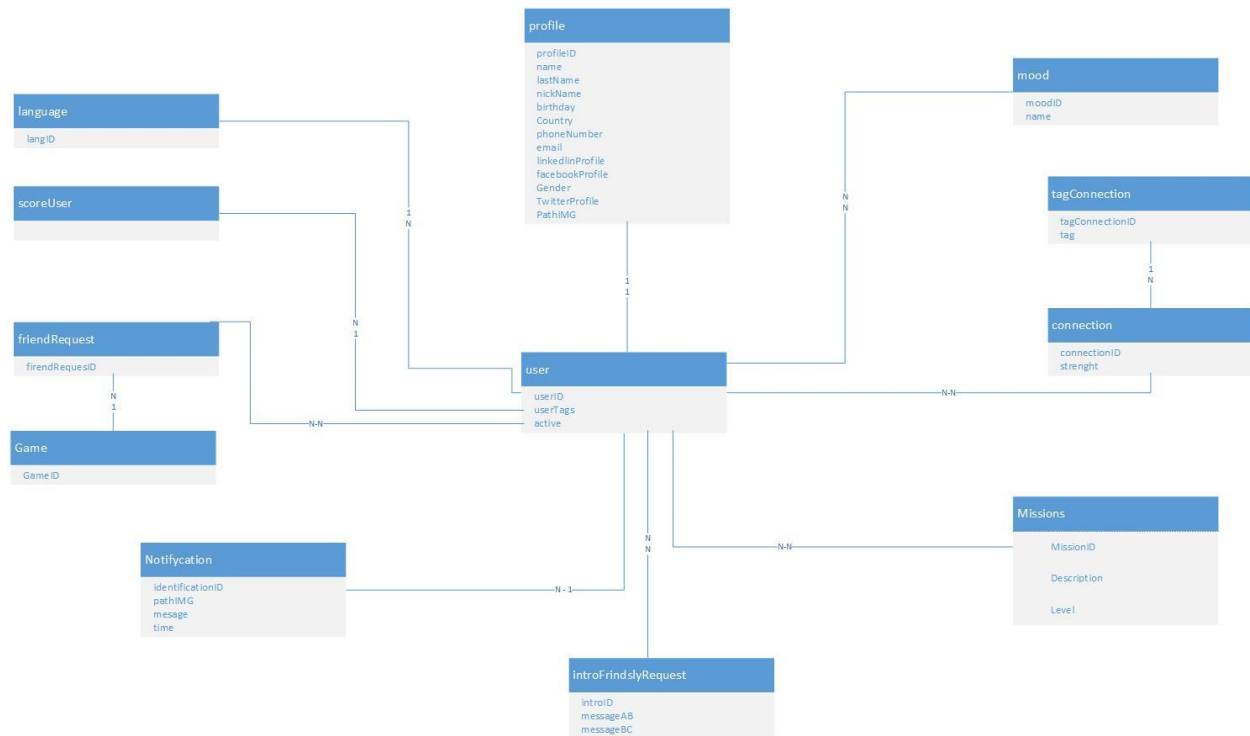 profile
profileID
name
lastName
nickName
birthday
Country
phoneNumber
email
linkedlinProfile
facebookProfile
Gender
TwitterProfile
PathIMG
mood
moodID
name
language
langID
scoreUser
tagConnection
tagConnectionID
tag
1
N
N
N
1
1
1
N
N
1
friendRequest
firendRequesID
connection
connectionID
strenght
user
userID
userTags
active
N
1
N-N
N-N
Game
GameID
Missions
MissionID
Description
Level
N
N
N-N
Notifycation
identificationID
pathIMG
mesage
time
N - 1
introFrindslyRequest
introID
messageAB
messageBC